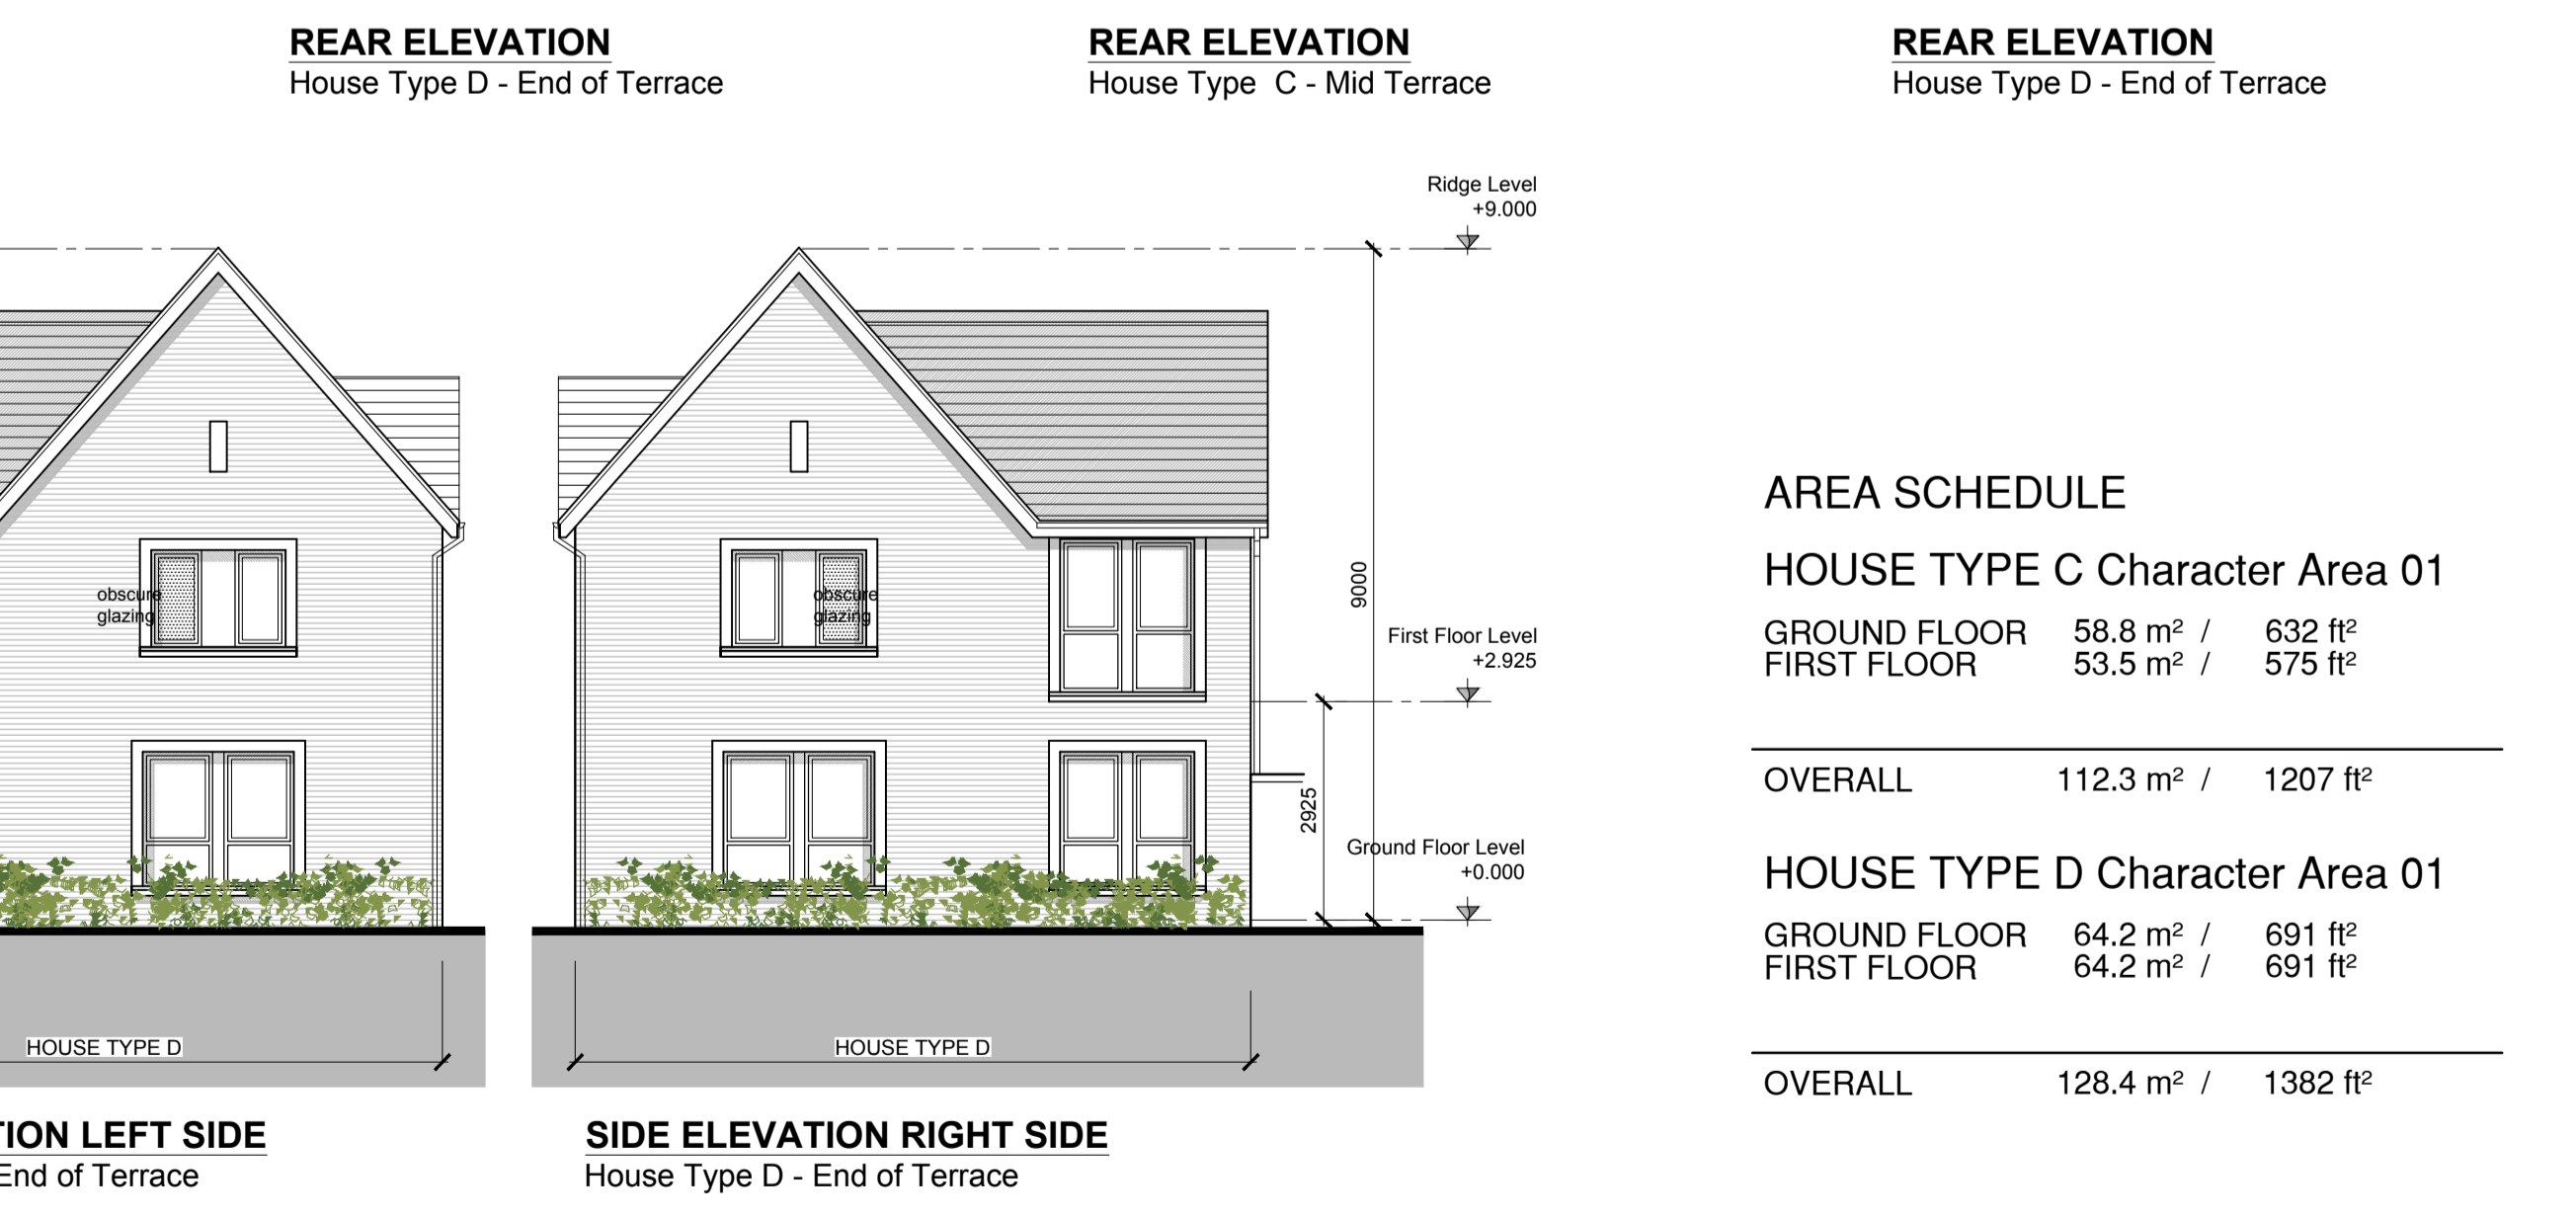 REAR ELEVATION
House Type D - End of Terrace
REAR ELEVATION
House Type  C - Mid Terrace
REAR ELEVATION
House Type D - End of Terrace
Ridge Level
+9.000
obscure
glazing
obscure
glazing
9000
First Floor Level
+2.925
2925
Ground Floor Level
+0.000
HOUSE TYPE D
HOUSE TYPE D
TION LEFT SIDE
End of Terrace
SIDE ELEVATION RIGHT SIDE
House Type D - End of Terrace
AREA SCHEDULE
HOUSE TYPE C Character Area 01
GROUND FLOOR 58.8 m² / 632 ft²
FIRST FLOOR 53.5 m² / 575 ft²
OVERALL 112.3 m² / 1207 ft²
HOUSE TYPE D Character Area 01
GROUND FLOOR 64.2 m² / 691 ft²
FIRST FLOOR 64.2 m² / 691 ft²
OVERALL 128.4 m² / 1382 ft²